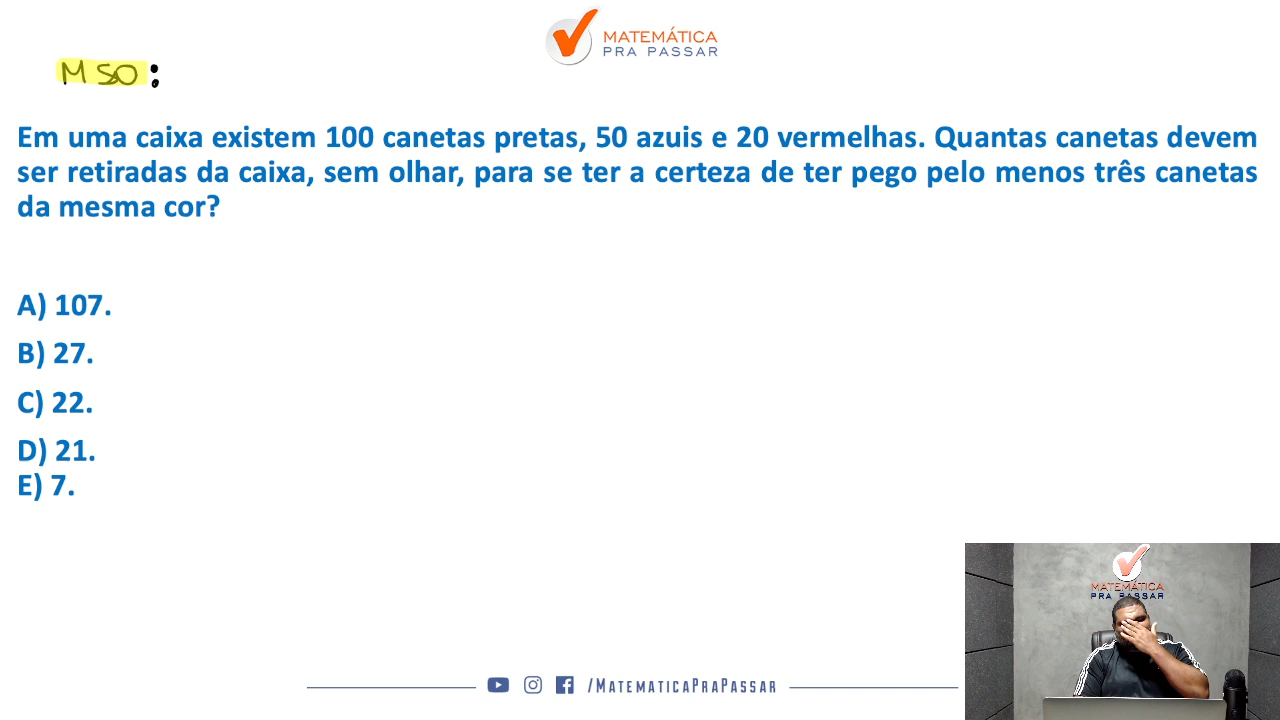 MATEMÁTICA
PRA PASSAR
MSO:
Em uma caixa existem 100 canetas pretas, 50 azuis e 20 vermelhas. Quantas canetas devem
ser retiradas da caixa, sem olhar, para se ter a certeza de ter pego pelo menos três canetas
da mesma cor?
A) 107.
B) 27.
C) 22.
D) 21.
E) 7.
MATEMÁTICA
PRA PASSAR
/MATEMATICAPRAPASSAR